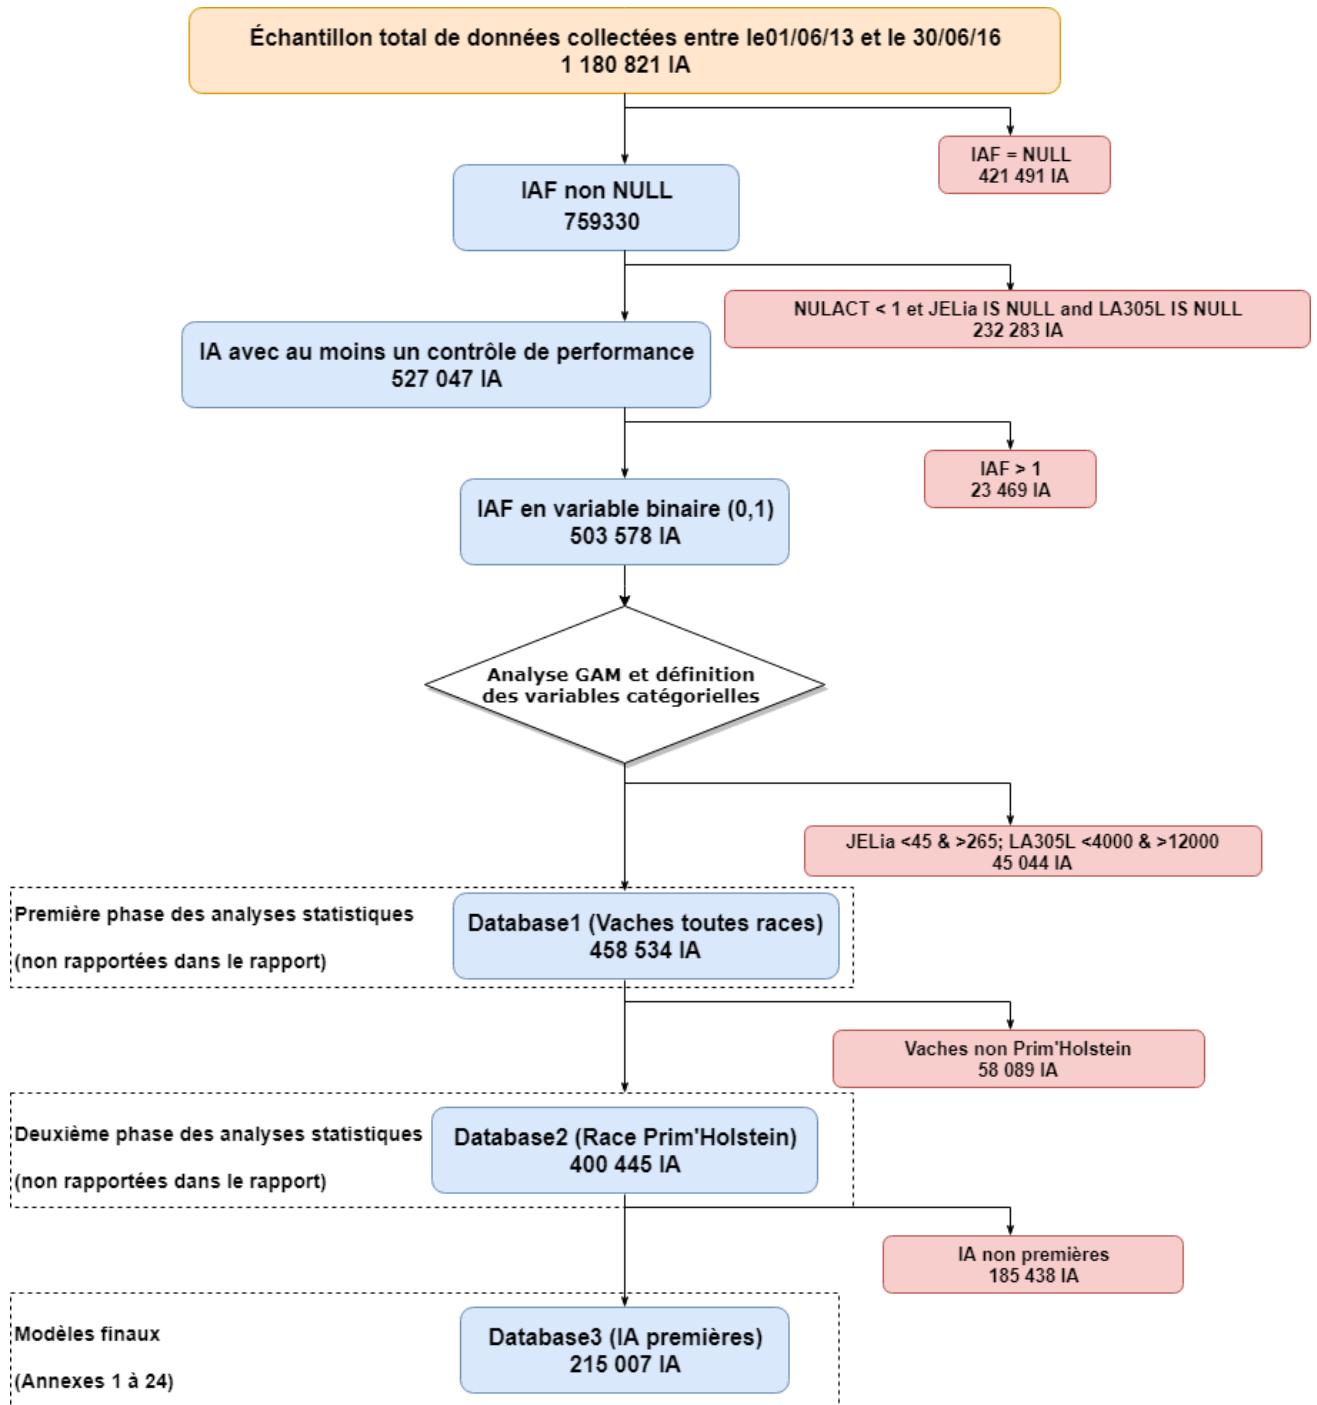 Échantillon total de données collectées entre le01/06/13 et le 30/06/16
1 180 821 IA
IAF = NULL
421 491 IA
IAF non NULL
759330
NULACT < 1 et JELia IS NULL and LA305L IS NULL
232 283 IA
IA avec au moins un contrôle de performance
527 047 IA
IAF > 1
23 469 IA
IAF en variable binaire (0,1)
503 578 IA
Analyse GAM et définition
des variables catégorielles
JELia <45 & >265; LA305L <4000 & >12000
45 044 IA
Première phase des analyses statistiques
(non rapportées dans le rapport)
Database1 (Vaches toutes races)
458 534 IA
Vaches non Prim'Holstein
58 089 IA
Deuxième phase des analyses statistiques
(non rapportées dans le rapport)
Database2 (Race Prim'Holstein)
400 445 IA
IA non premières
185 438 IA
Modèles finaux
(Annexes 1 à 24)
Database3 (IA premières)
215 007 IA